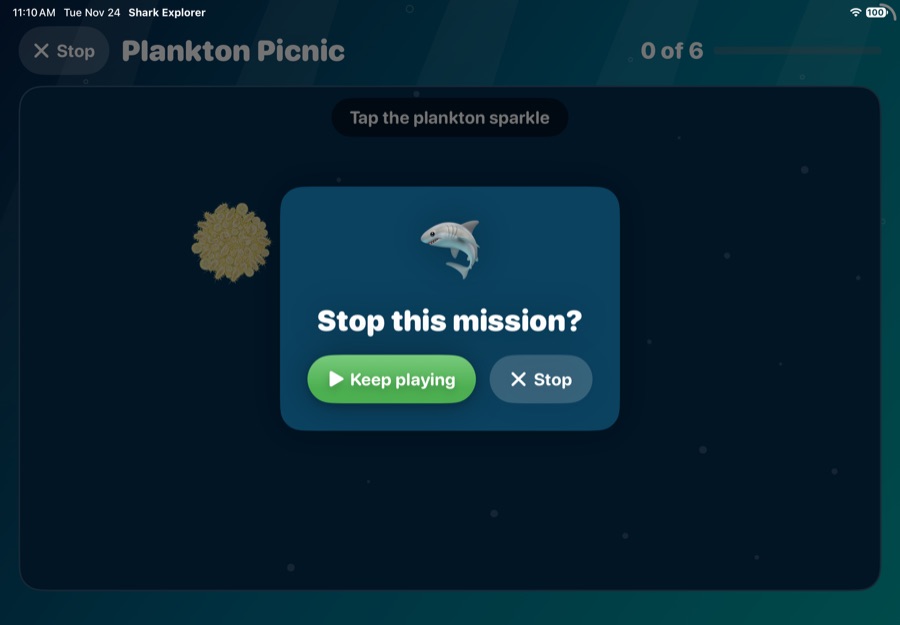 11:10 AM Tue Nov 24 Shark Explorer
100
Stop
Plankton Picnic
0 of 6
Tap the plankton sparkle
Stop this mission?
Keep playing
Stop